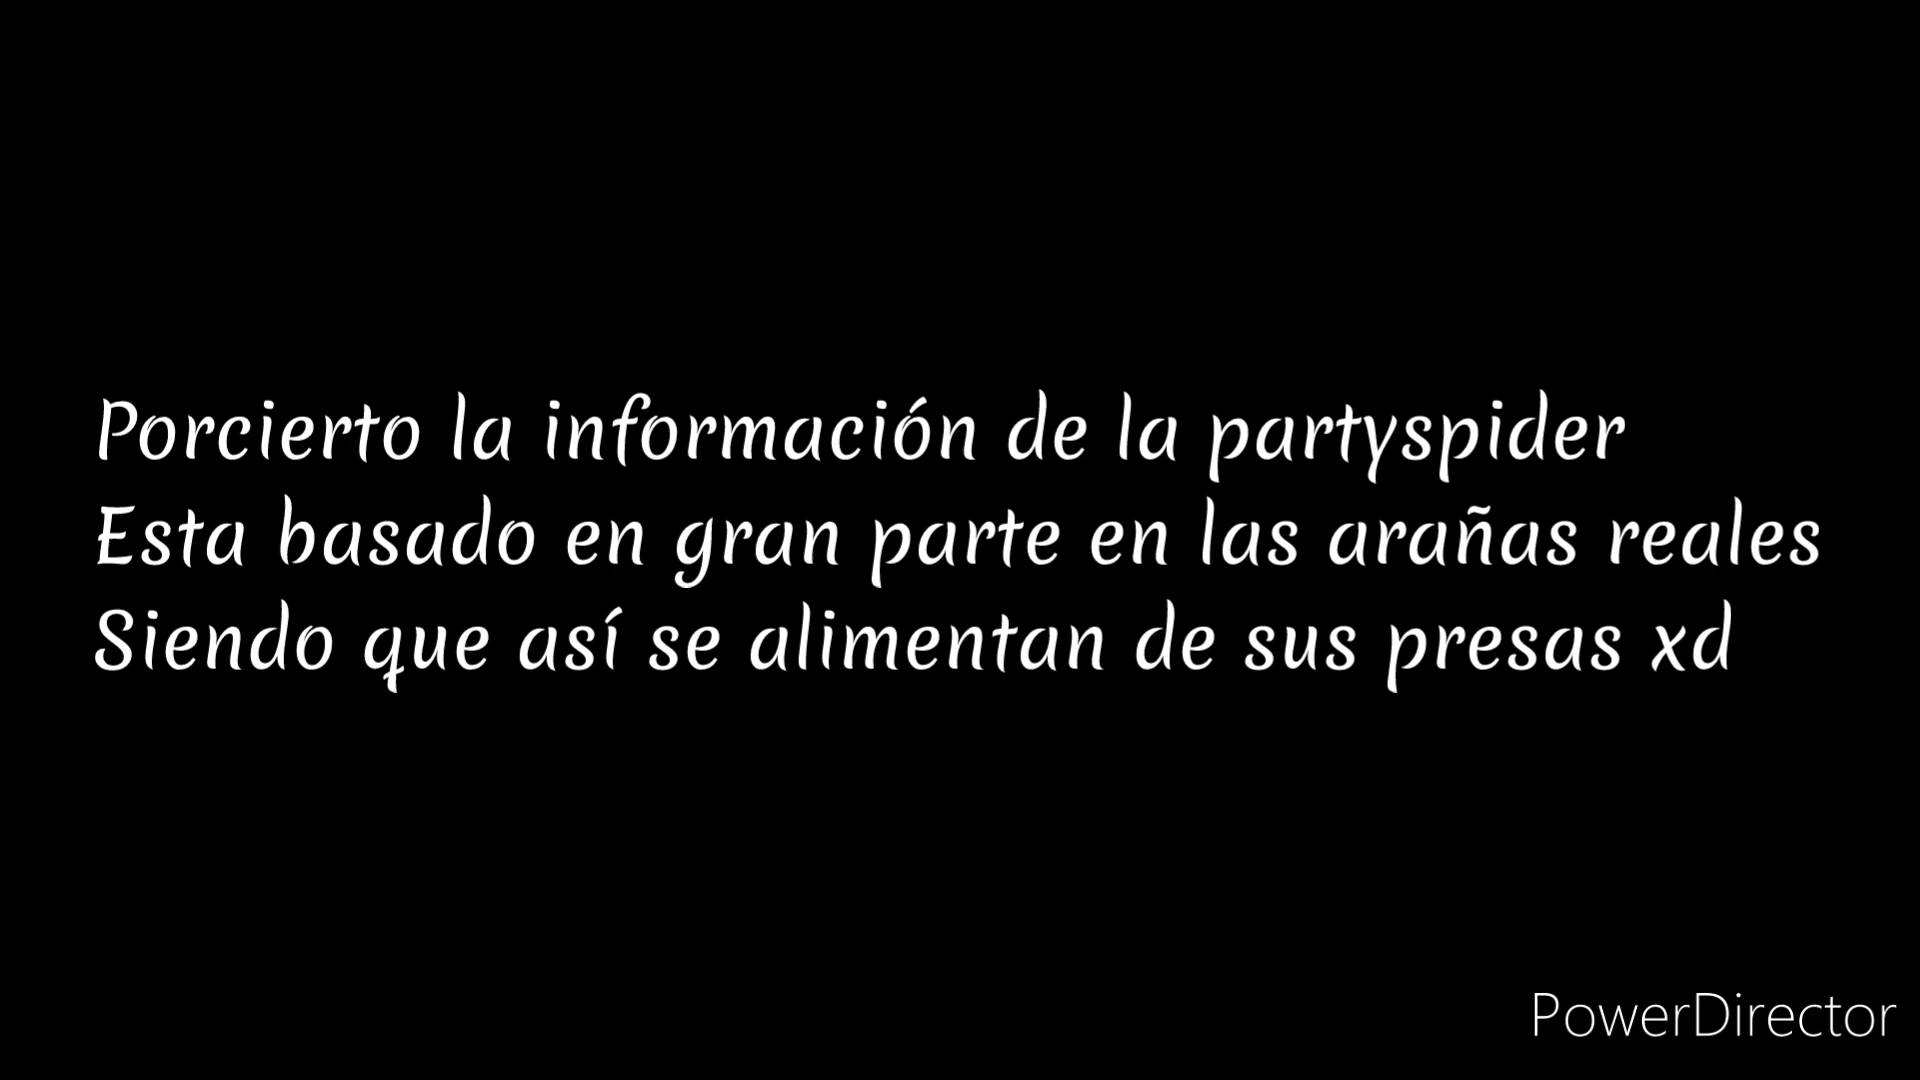 Porcierto la información de la partyspider
Esta basado en gran parte en las arañas reales
Siendo que así se alimentan de sus presas xd
PowerDirector